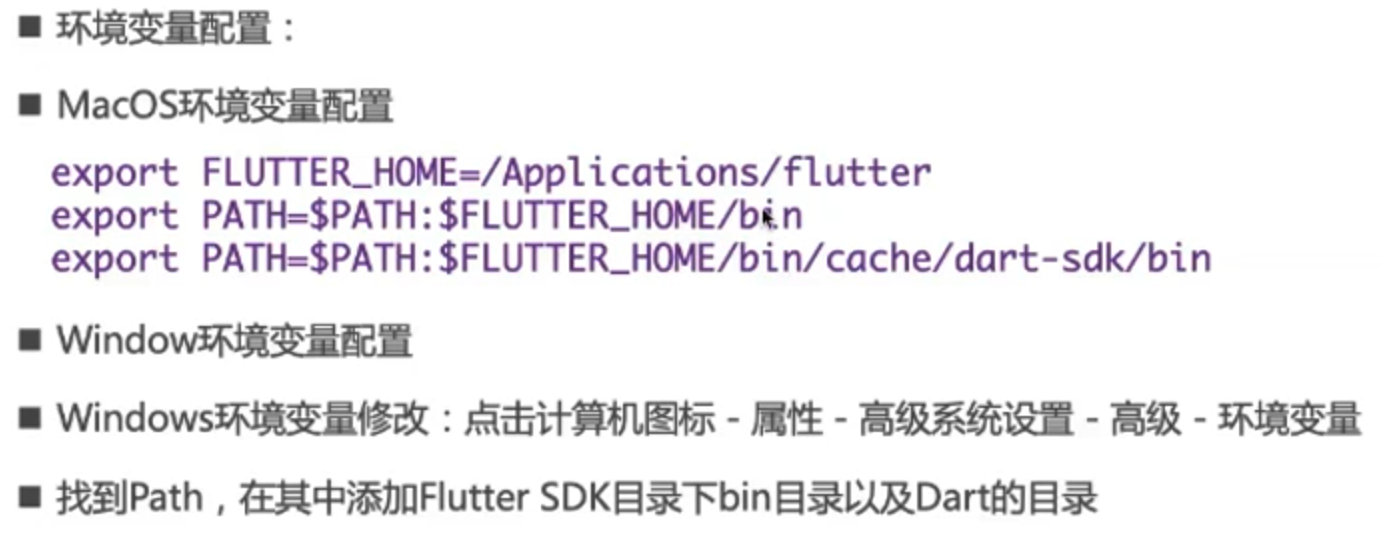 ■ 环境变量配置：
■ MacOS环境变量配置
export FLUTTER_HOME=/Applications/flutter
export PATH=$PATH:$FLUTTER_HOME/bin
export PATH=$PATH:$FLUTTER_HOME/bin/cache/dart-sdk/bin
■ Window环境变量配置
■ Windows环境变量修改：点击计算机图标 - 属性 - 高级系统设置 - 高级 - 环境变量
■ 找到Path，在其中添加Flutter SDK目录下bin目录以及Dart的目录